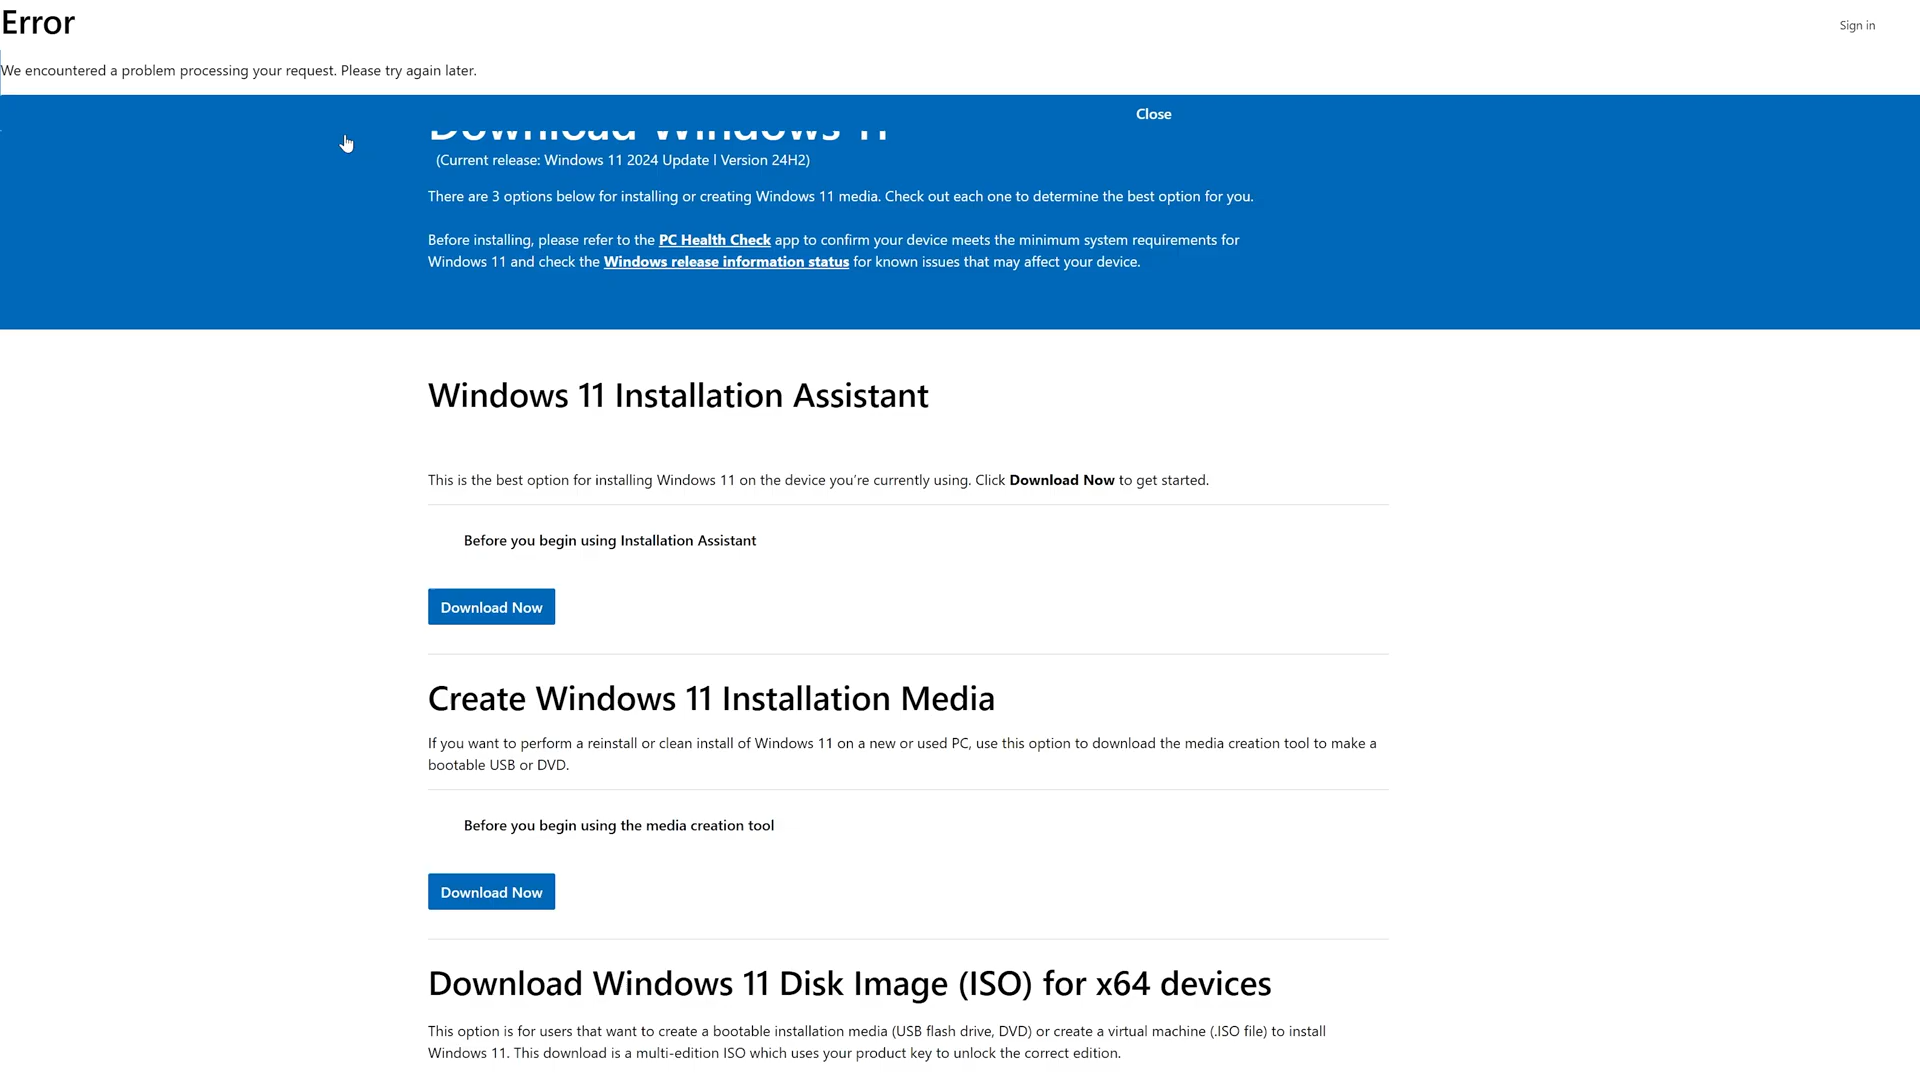 Error
Sign in
We encountered a problem processing your request. Please try again later.
Close
Download Windows 11
(Current release: Windows 11 2024 Update l Version 24H2)
There are 3 options below for installing or creating Windows 11 media. Check out each one to determine the best option for you.
Before installing, please refer to the PC Health Check app to confirm your device meets the minimum system requirements for
Windows 11 and check the Windows release information status for known issues that may affect your device.
Windows 11 Installation Assistant
This is the best option for installing Windows 11 on the device you’re currently using. Click Download Now to get started.
Before you begin using Installation Assistant
Download Now
Create Windows 11 Installation Media
If you want to perform a reinstall or clean install of Windows 11 on a new or used PC, use this option to download the media creation tool to make a
bootable USB or DVD.
Before you begin using the media creation tool
Download Now
Download Windows 11 Disk Image (ISO) for x64 devices
This option is for users that want to create a bootable installation media (USB flash drive, DVD) or create a virtual machine (.ISO file) to install
Windows 11. This download is a multi-edition ISO which uses your product key to unlock the correct edition.